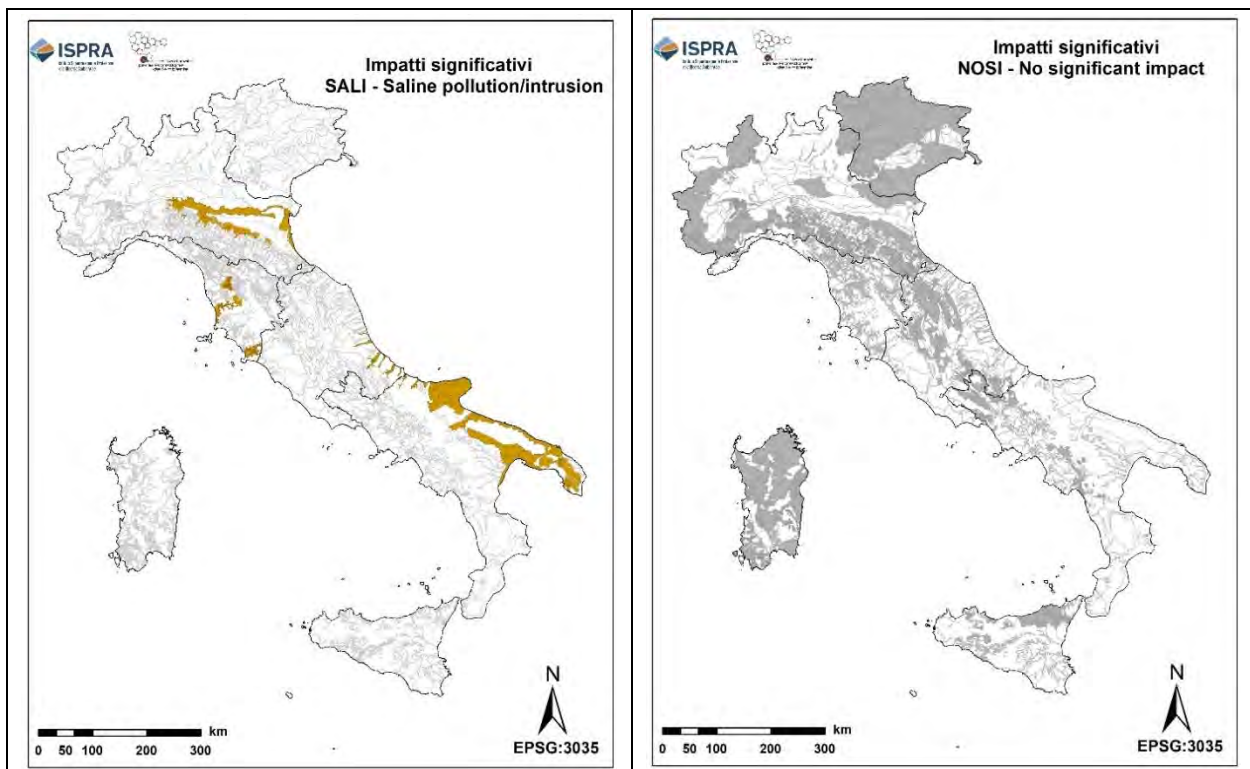 ISPRA
Impatti significativi
SALI - Saline pollution/intrusion
N
km
0 50 100 200 300
EPSG:3035
ISPRA
Impatti significativi
NOSI - No significant impact
N
km
0 50 100 200 300
EPSG:3035